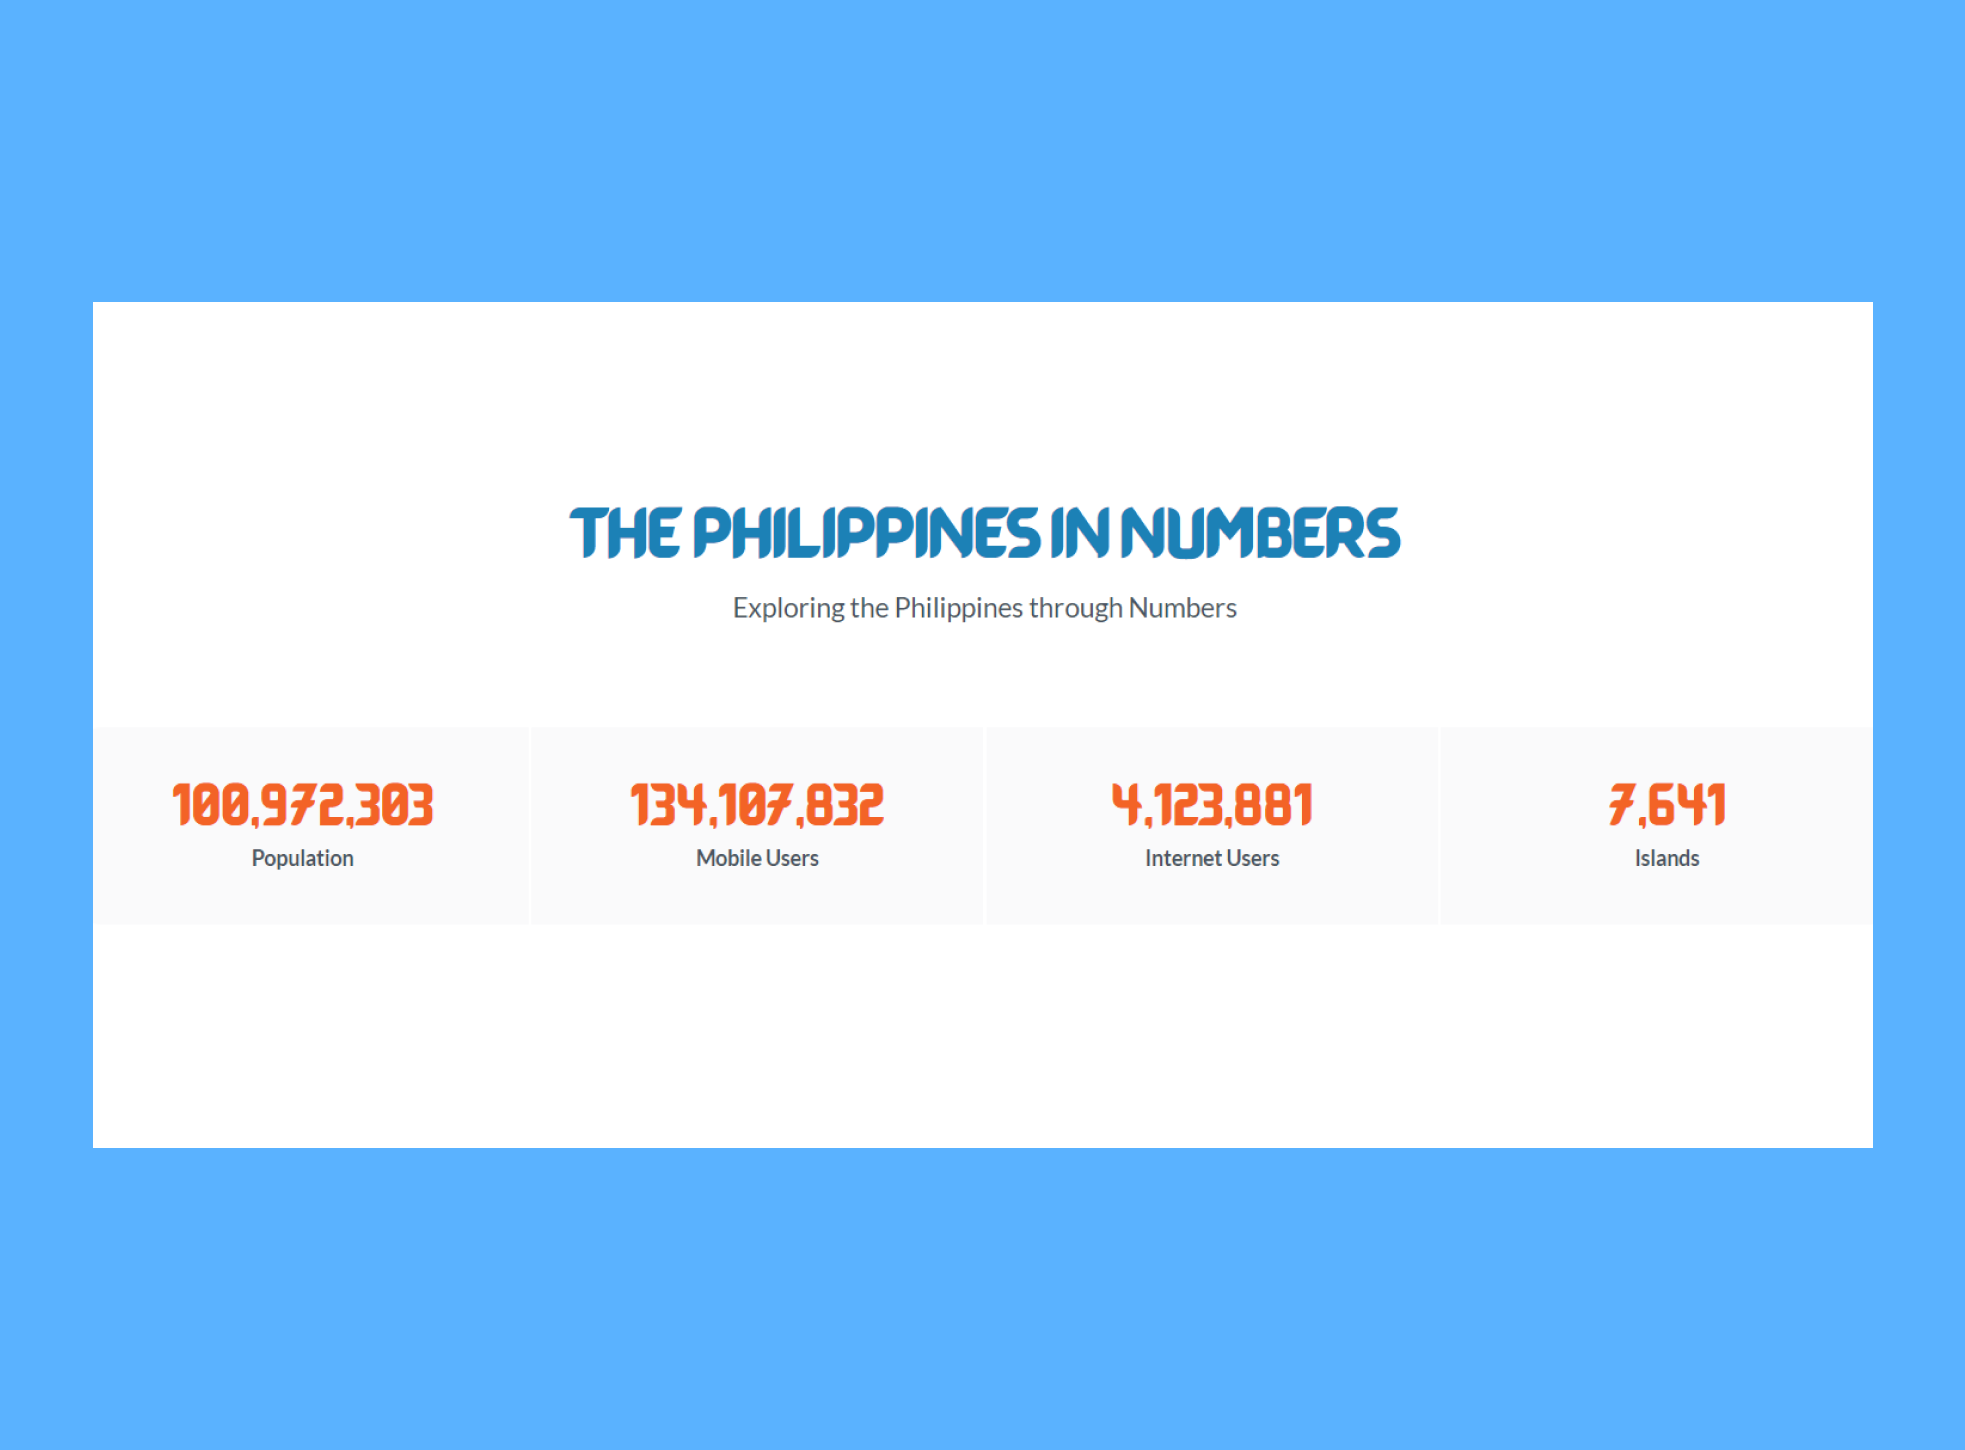 THE PHILIPPINES IN NUMBERS
Exploring the Philippines through Numbers
100,972,303
Population
134,107,832
Mobile Users
4,123,881
Internet Users
7,641
Islands